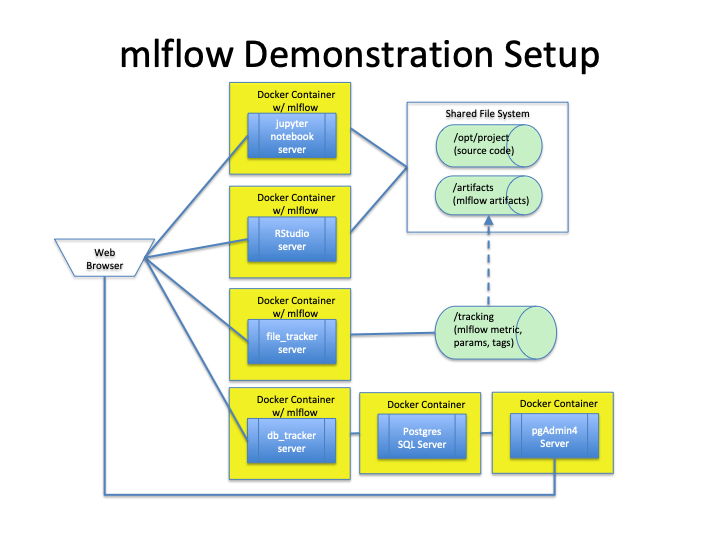 mlflow Demonstration Setup
Docker Container
w/ mlflow
jupyter
notebook
server
Shared File System
/opt/project
(source code)
/artifacts
(mlflow artifacts)
Docker Container
w/ mlflow
RStudio
server
Web
Browser
Docker Container
w/ mlflow
file_tracker
server
/tracking
(mlflow metric,
params, tags)
Docker Container
w/ mlflow
db_tracker
server
Docker Container
Postgres
SQL Server
Docker Container
pgAdmin4
Server